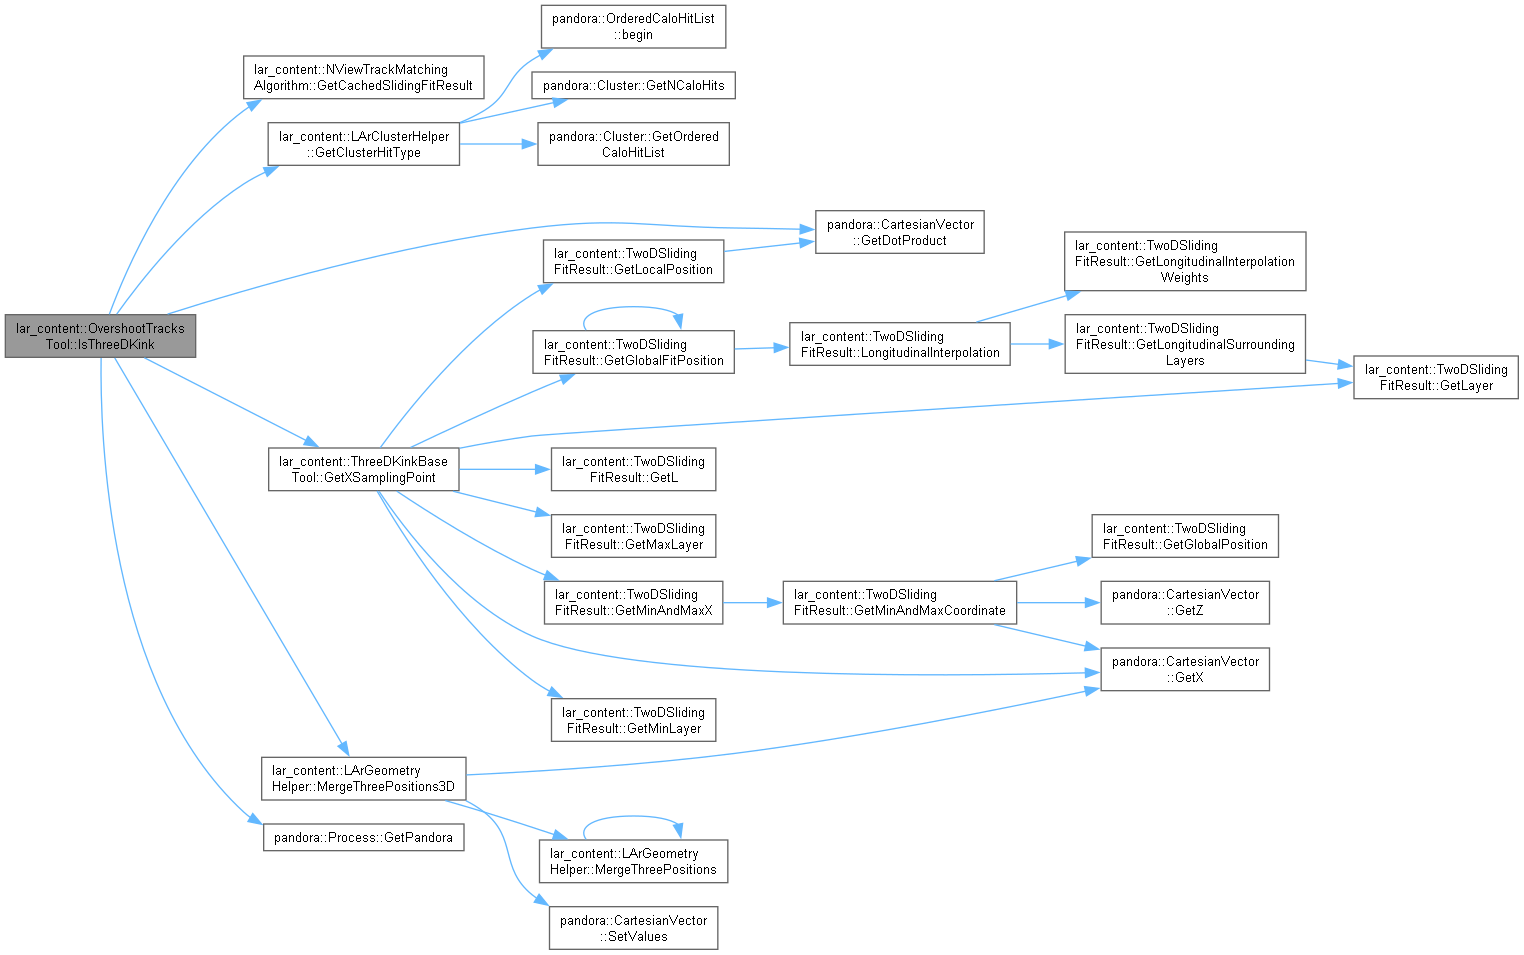 pandora::OrderedCaloHitList
::begin
lar_content::NViewTrackMatching
Algorithm::GetCachedSlidingFitResult
pandora::Cluster::GetNCaloHits
lar_content::LArClusterHelper
::GetClusterHitType
pandora::Cluster::GetOrdered
CaloHitList
pandora::CartesianVector
::GetDotProduct
lar_content::TwoDSliding
FitResult::GetLocalPosition
lar_content::TwoDSliding
FitResult::GetLongitudinalInterpolation
Weights
lar_content::OvershootTracks
Tool::IsThreeDKink
lar_content::TwoDSliding
FitResult::GetGlobalFitPosition
lar_content::TwoDSliding
FitResult::LongitudinalInterpolation
lar_content::TwoDSliding
FitResult::GetLongitudinalSurrounding
Layers
lar_content::TwoDSliding
FitResult::GetLayer
lar_content::ThreeDKinkBase
Tool::GetXSamplingPoint
lar_content::TwoDSliding
FitResult::GetL
lar_content::TwoDSliding
FitResult::GetMaxLayer
lar_content::TwoDSliding
FitResult::GetGlobalPosition
lar_content::TwoDSliding
FitResult::GetMinAndMaxX
lar_content::TwoDSliding
FitResult::GetMinAndMaxCoordinate
pandora::CartesianVector
::GetZ
pandora::CartesianVector
::GetX
lar_content::TwoDSliding
FitResult::GetMinLayer
lar_content::LArGeometry
Helper::MergeThreePositions3D
pandora::Process::GetPandora
lar_content::LArGeometry
Helper::MergeThreePositions
pandora::CartesianVector
::SetValues